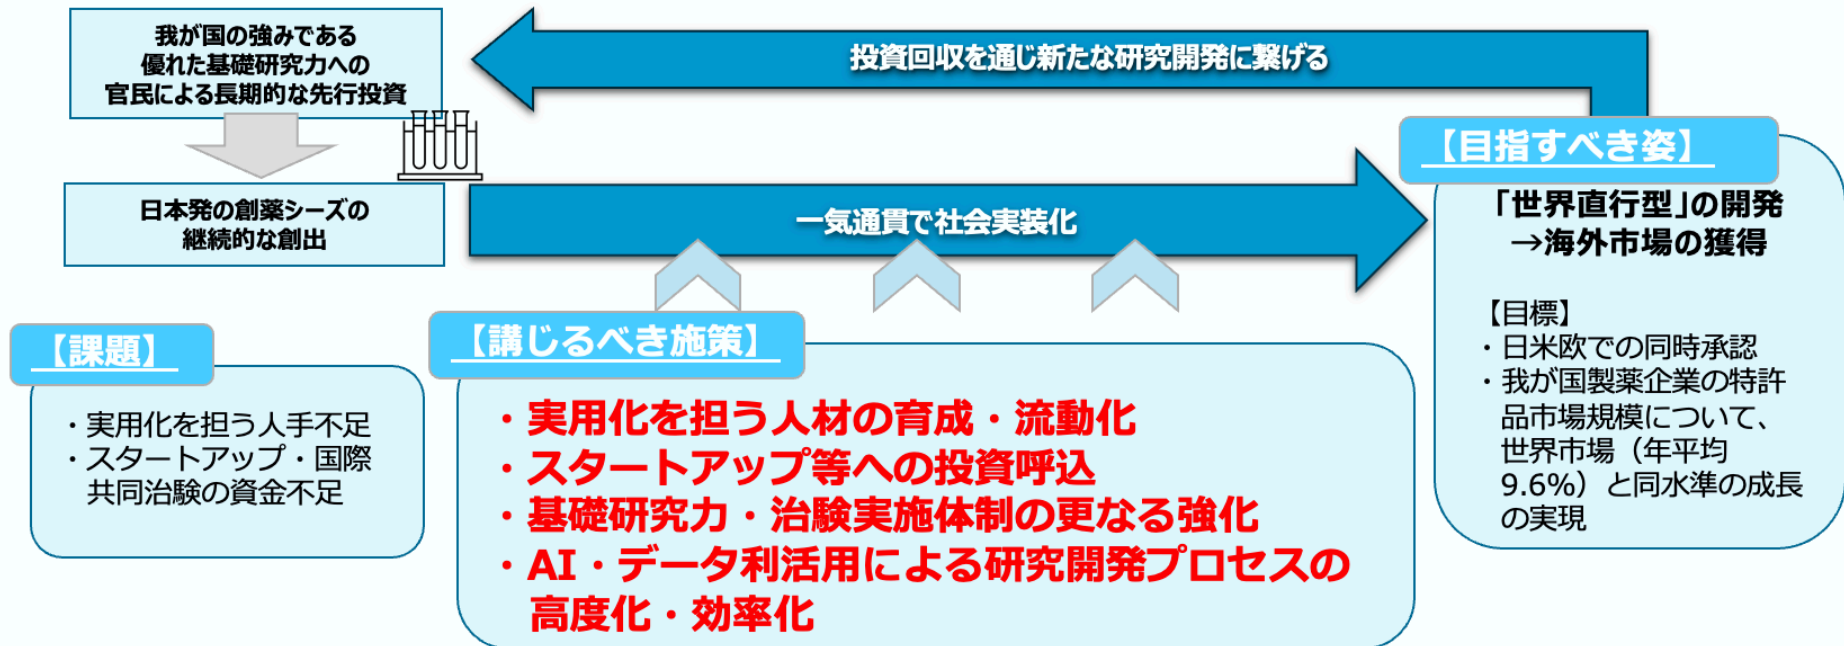 我が国の強みである
優れた基礎研究力への
官民による長期的な先行投資
投資回収を通じ新たな研究開発に繋げる
日本発の創薬シーズの
継続的な創出
一気通貫で社会実装化
【目指すべき姿】
「世界直行型」の開発
→海外市場の獲得
【目標】
・日米欧での同時承認
・我が国製薬企業の特許
品市場規模について、
世界市場（年平均
9.6%）と同水準の成長
の実現
【課題】
・実用化を担う人手不足
・スタートアップ・国際
共同治験の資金不足
【講じるべき施策】
・実用化を担う人材の育成・流動化
・スタートアップ等への投資呼込
・基礎研究力・治験実施体制の更なる強化
・AI・データ利活用による研究開発プロセスの
高度化・効率化